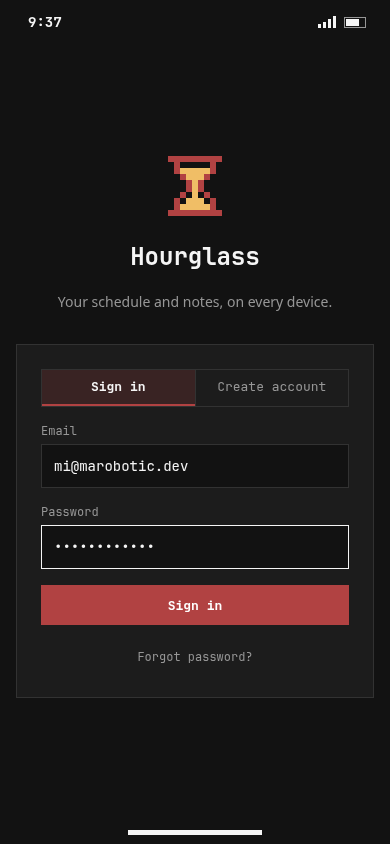 9:37
Hourglass
Your schedule and notes, on every device.
Sign in
Create account
Email
mi@marobotic.dev
Password
••••••••••••
Sign in
Forgot password?